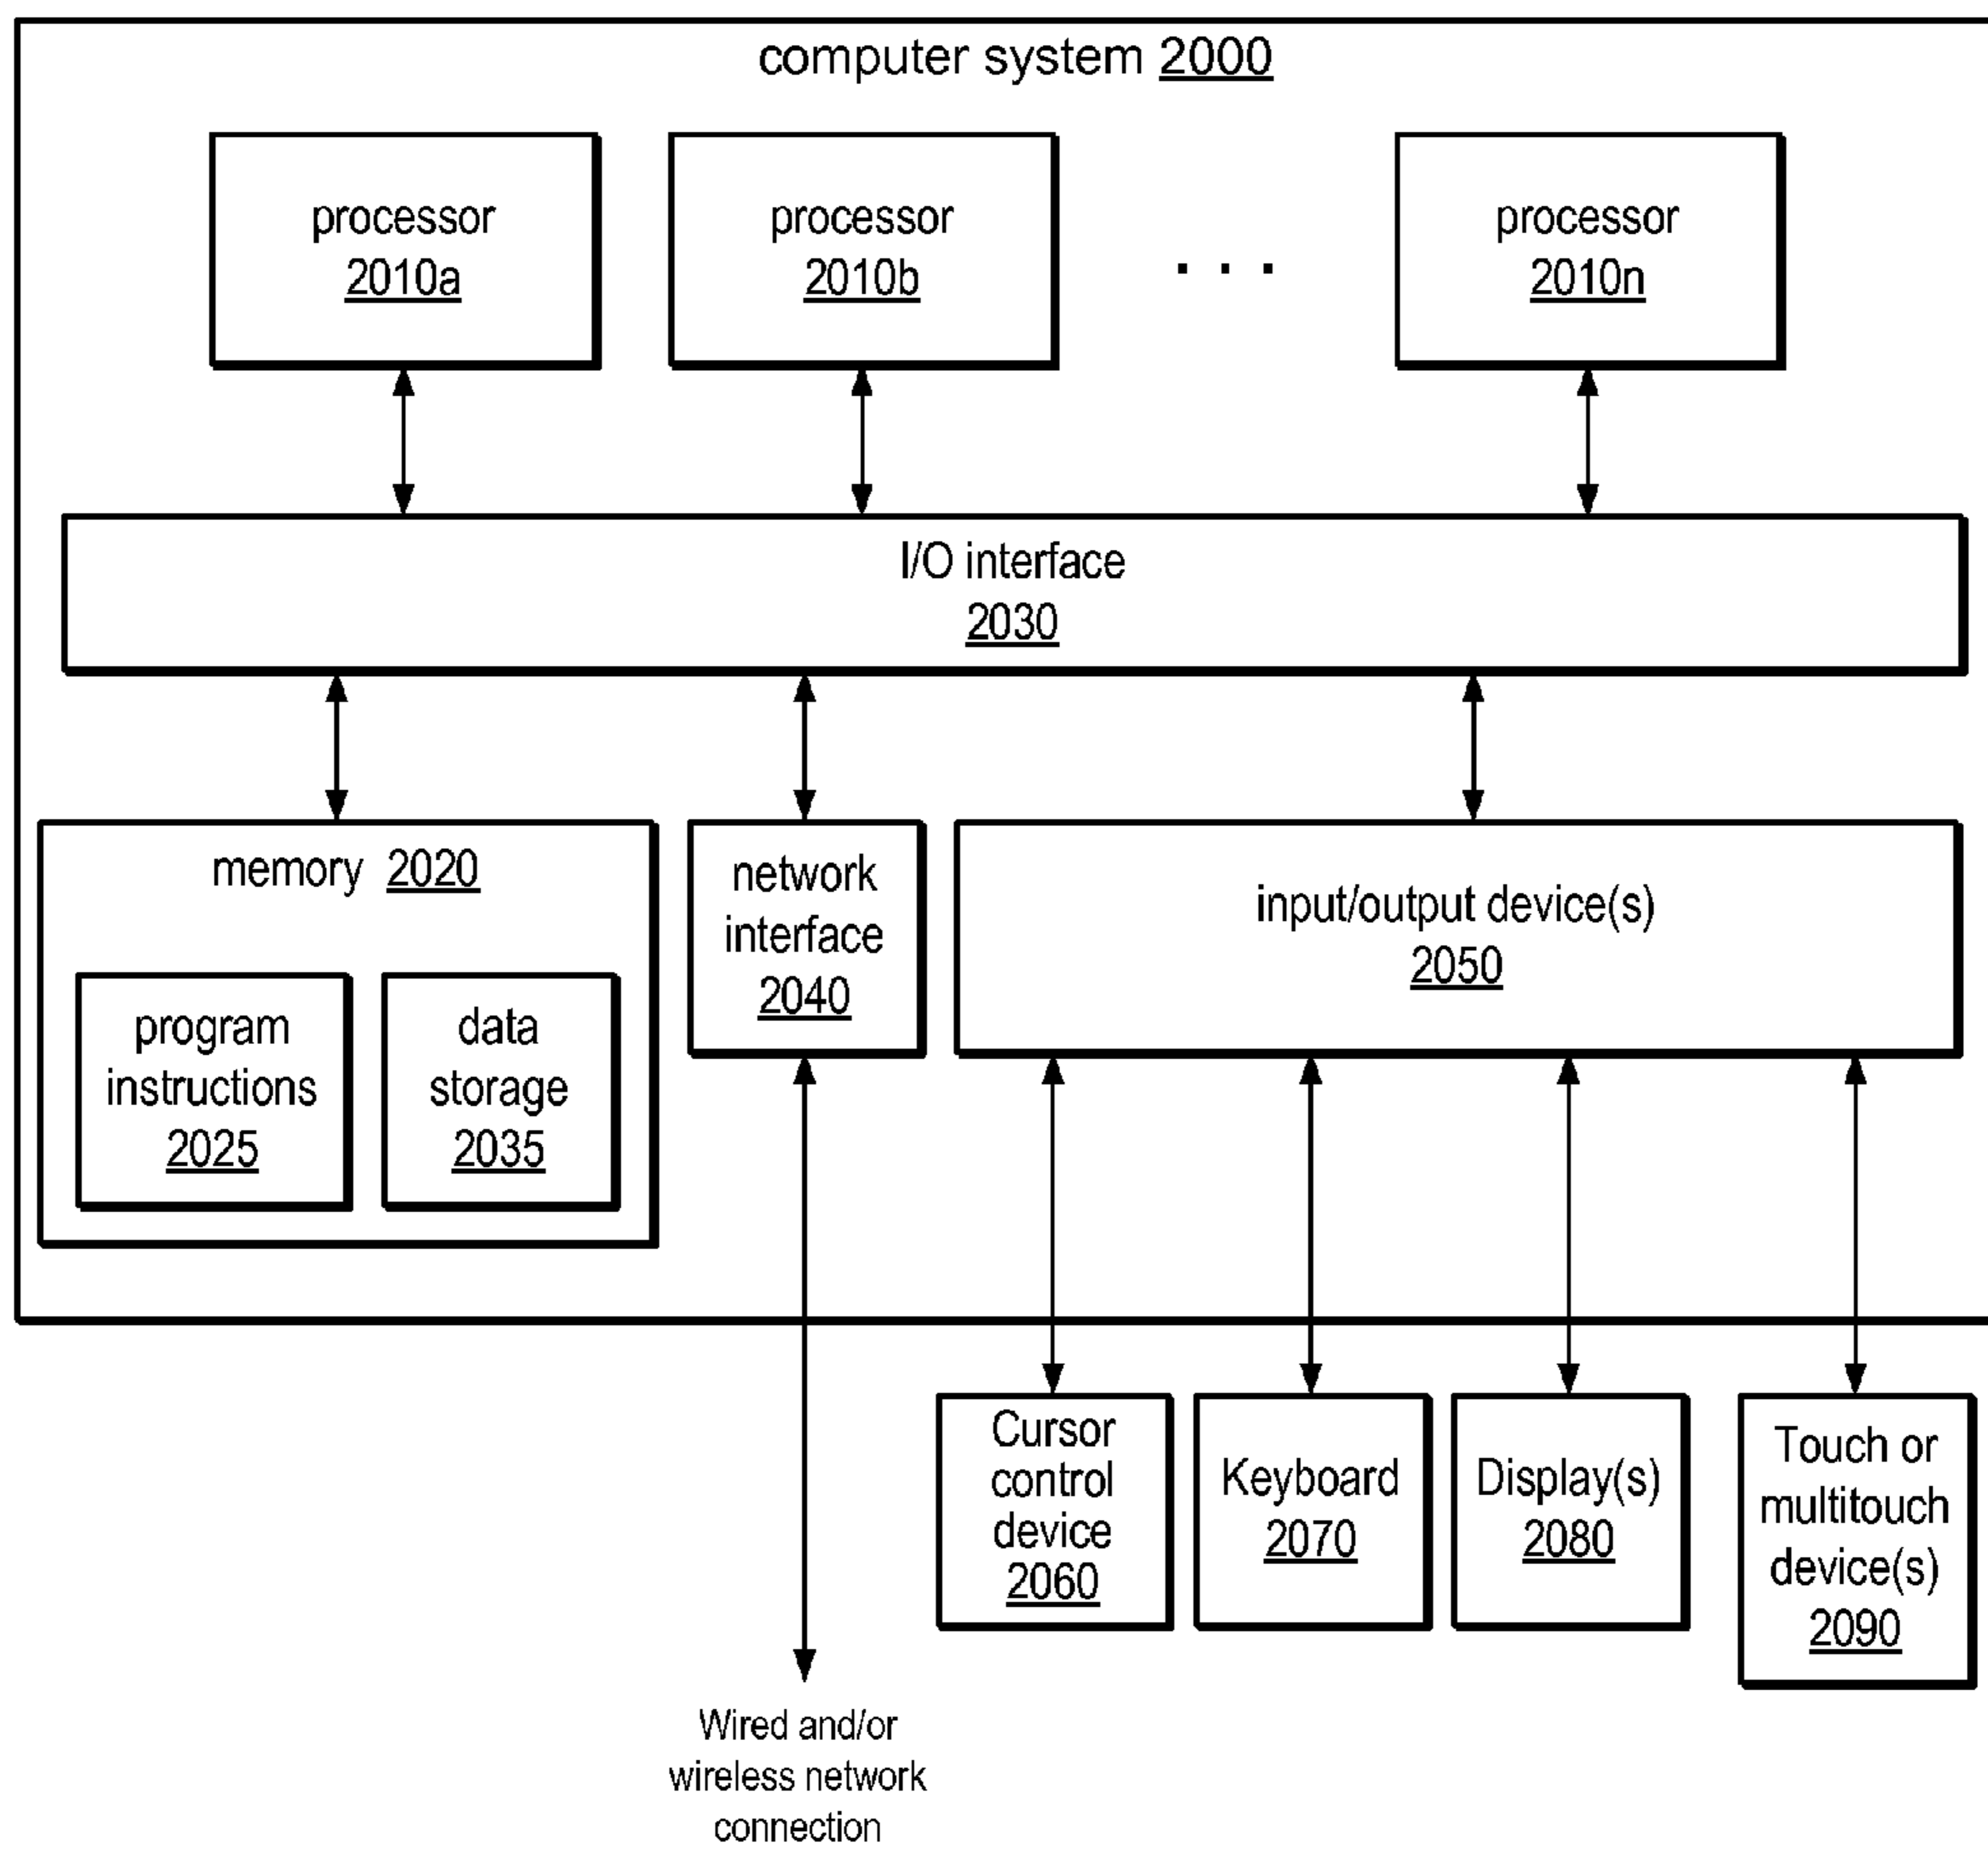 computer system 2000
processor
2010a
processor
2010b
. . .
processor
2010n
I/O interface
2030
memory 2020
program
instructions
2025
data
storage
2035
network
interface
2040
input/output device(s)
2050
Cursor
control
device
2060
Keyboard
2070
Display(s)
2080
Touch or
multitouch
device(s)
2090
Wired and/or
wireless network
connection